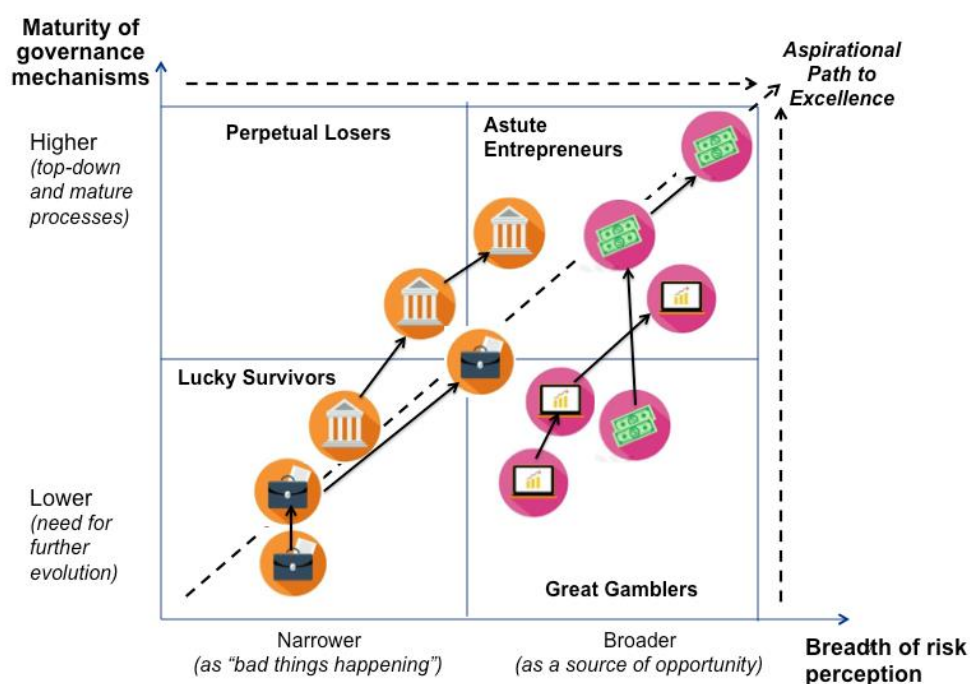 Maturity of
governance
mechanisms
Aspirational
Path to
Excellence
Higher
(top-down
and mature
processes)
Perpetual Losers
Astute
Entrepreneurs
Lucky Survivors
Lower
(need for
further
evolution)
Great Gamblers
Narrower
(as “bad things happening”)
Broader
(as a source of opportunity)
Breadth of risk
perception